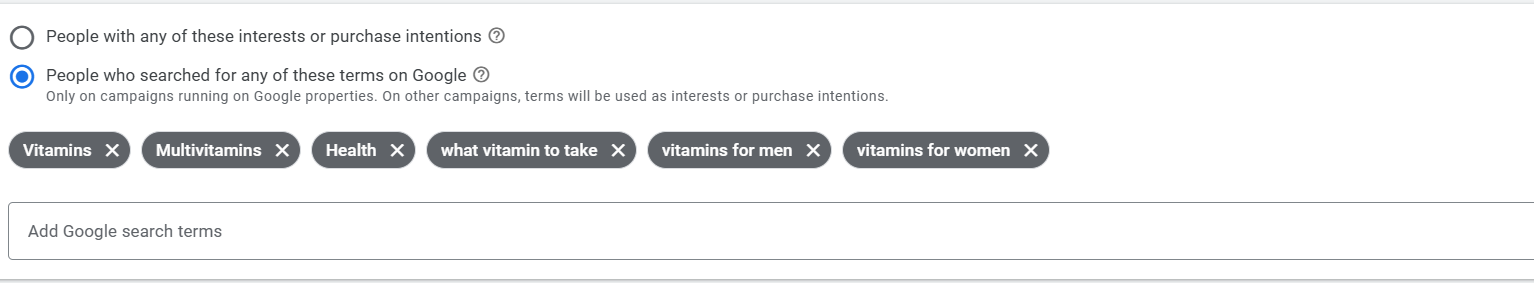 People with any of these interests or purchase intentions
People who searched for any of these terms on Google
Only on campaigns running on Google properties. On other campaigns, terms will be used as interests or purchase intentions.
Vitamins Multivitamins Health what vitamin to take vitamins for men vitamins for women
Add Google search terms